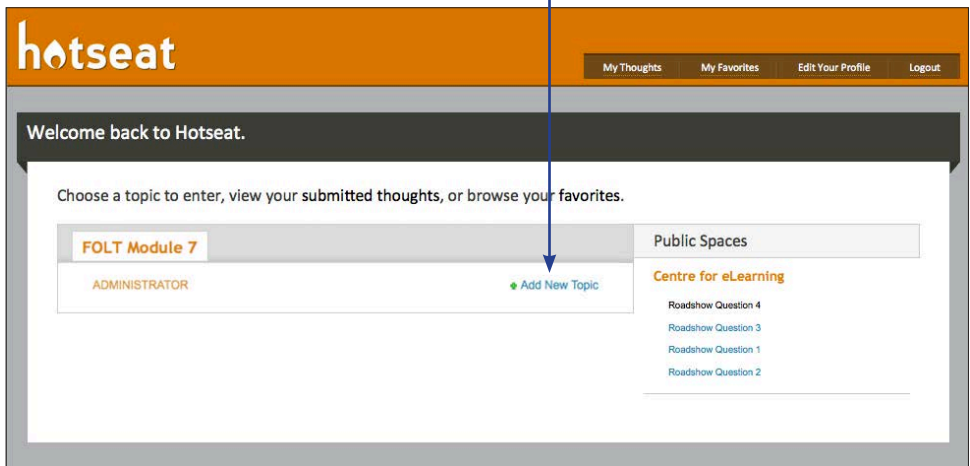 hotseat
My Thoughts My Favorites Edit Your Profile Logout
Welcome back to Hotseat.
Choose a topic to enter, view your submitted thoughts, or browse your favorites.
FOLT Module 7
ADMINISTRATOR
Add New Topic
Public Spaces
Centre for eLearning
Roadshow Question 4
Roadshow Question 3
Roadshow Question 1
Roadshow Question 2